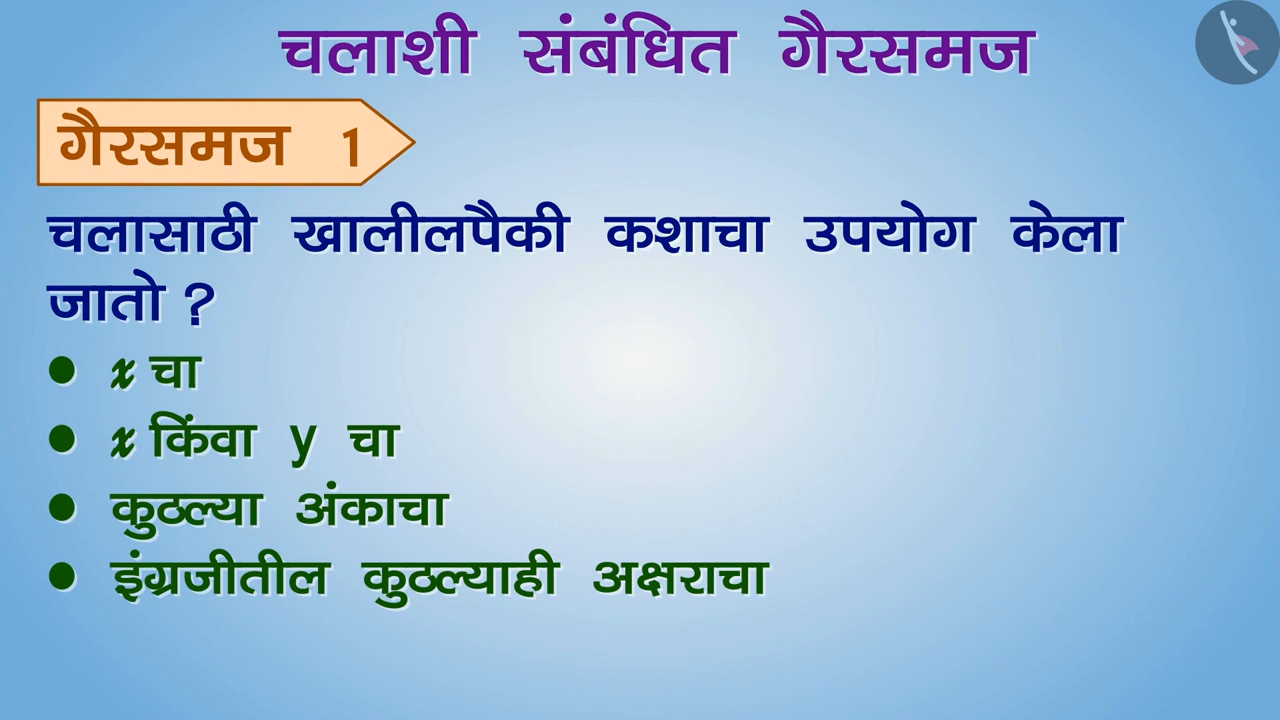 चलाशी संबंधित गैरसमज
गैरसमज 1
चलासाठी खालीलपैकी कशाचा उपयोग केला
जातो ?
• x चा
• x किंवा y चा
• कुठल्या अंकाचा
• इंग्रजीतील कुठल्याही अक्षराचा